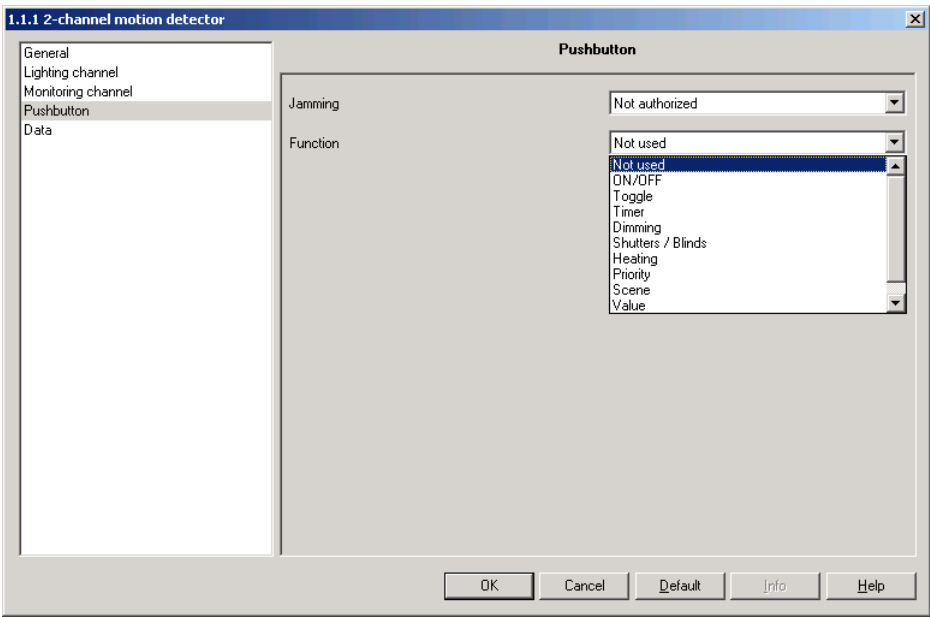 1.1.1 2-channel motion detector
General
Lighting channel
Monitoring channel
Pushbutton
Data
Pushbutton
Jamming
Not authorized
Function
Not used
Not used
ON/OFF
Toggle
Timer
Dimming
Shutters / Blinds
Heating
Priority
Scene
Value
OK
Cancel
Default
Info
Help